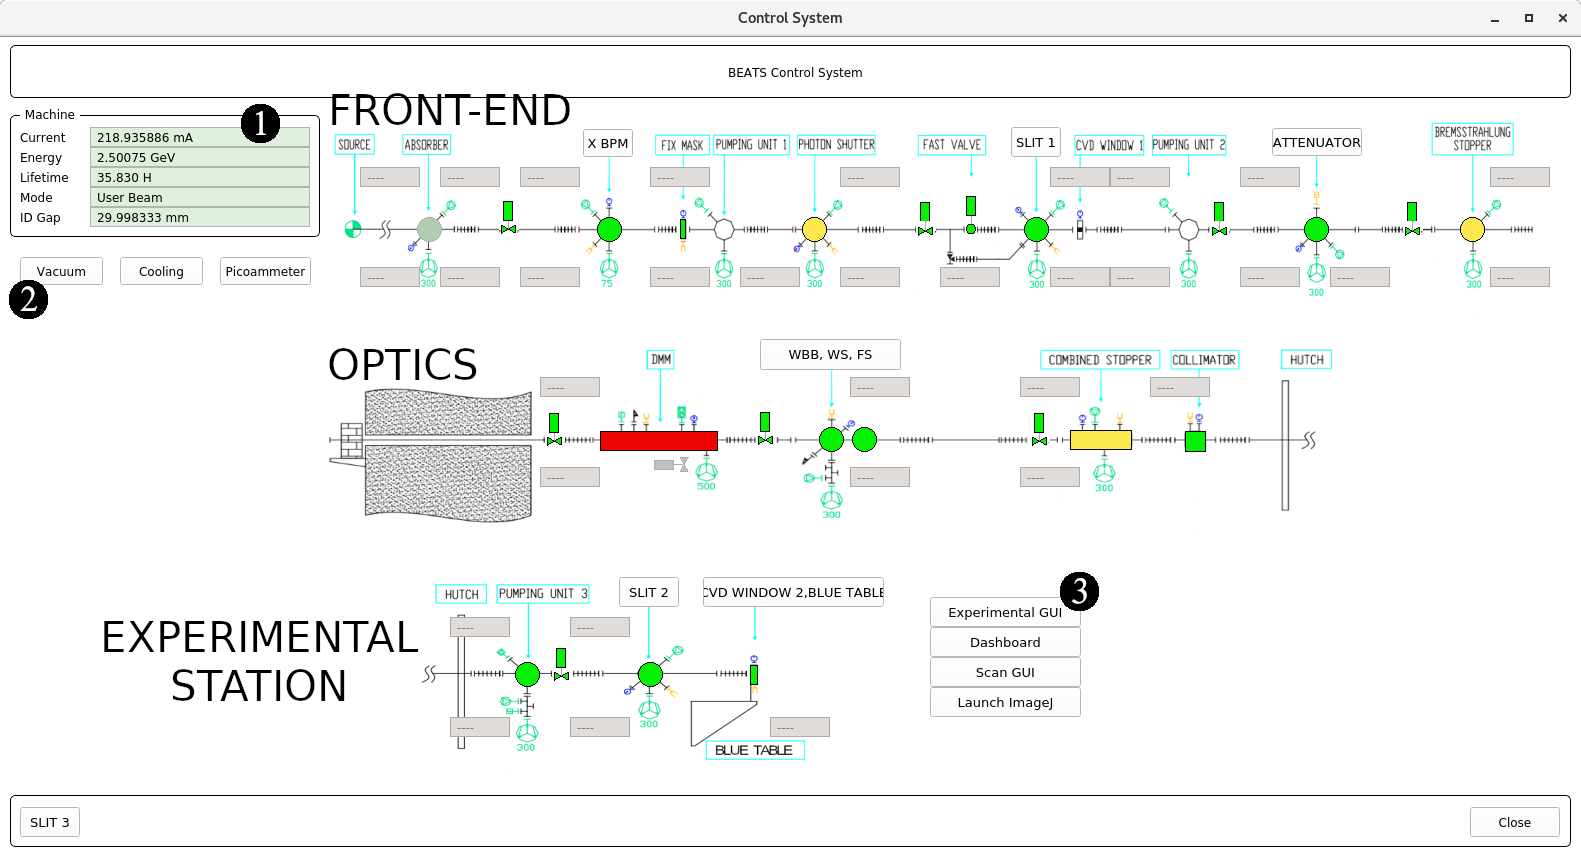 Control System
BEATS Control System
FRONT-END
Machine
1
Current 218.935886 mA
Energy 2.50075 GeV
Lifetime 35.830 H
Mode User Beam
ID Gap 29.998333 mm
Vacuum Cooling Picoammeter
2
SOURCE ABSORBER X BPM FIX MASK PUMPING UNIT 1 PHOTON SHUTTER FAST VALVE SLIT 1 CVD WINDOW 1 PUMPING UNIT 2 ATTENUATOR BREMSSTRAHLUNG
STOPPER
---- ---- ---- ---- ---- ---- ---- ---- ----
---- ---- ---- ---- ---- ---- ---- ---- ---- ---- ---- ----
300 75 300 300 300 300 300 300
OPTICS
DMM WBB, WS, FS COMBINED STOPPER COLLIMATOR HUTCH
---- ---- ---- ----
---- ---- ----
500 300 300
EXPERIMENTAL
STATION
HUTCH PUMPING UNIT 3 SLIT 2 CVD WINDOW 2,BLUE TABLE
---- ----
---- ---- ----
300 300
BLUE TABLE
3
Experimental GUI
Dashboard
Scan GUI
Launch ImageJ
SLIT 3 Close